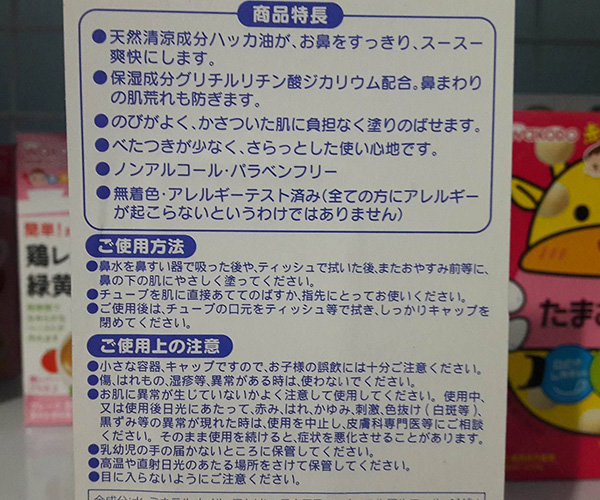 商品特長
●天然清涼成分ハッカ油が、お鼻をすっきり、スースー
爽快にします。
●保湿成分グリチルリチン酸ジカリウム配合。鼻まわり
の肌荒れも防ぎます。
●のびがよく、かさついた肌に負担なく塗りのばせます。
●べたつきが少なく、さらっとした使い心地です。
●ノンアルコール・パラベンフリー
●無着色・アレルギーテスト済み(全ての方にアレルギー
が起こらないというわけではありません)
ご使用方法
●鼻水を鼻すい器で吸った後や、ティッシュで拭いた後、またおやすみ前等に、
鼻の下の肌にやさしく塗ってください。
●チューブを肌に直接あててのばすか、指先にとってお使いください。
●ご使用後は、チューブの口元をティッシュ等で拭き、しっかりキャップを
閉めてください。
ご使用上の注意
●小さな容器、キャップですので、お子様の誤飲には十分ご注意ください。
●傷、はれもの、湿疹等、異常がある時は、使わないでください。
●お肌に異常が生じていないかよく注意して使用してください。使用中、
又は使用後日光にあたって、赤み、はれ、かゆみ、刺激、色抜け(白斑等)、
黒ずみ等の異常が現れた時は、使用を中止し、皮膚科専門医等にご相談
ください。そのまま使用を続けると、症状を悪化させることがあります。
●乳幼児の手の届かないところに保管してください。
●高温や直射日光のあたる場所をさけて保管してください。
●目に入らないようにご注意ください。
簡単!
鶏レ
緑黄
WAKODO
たまご